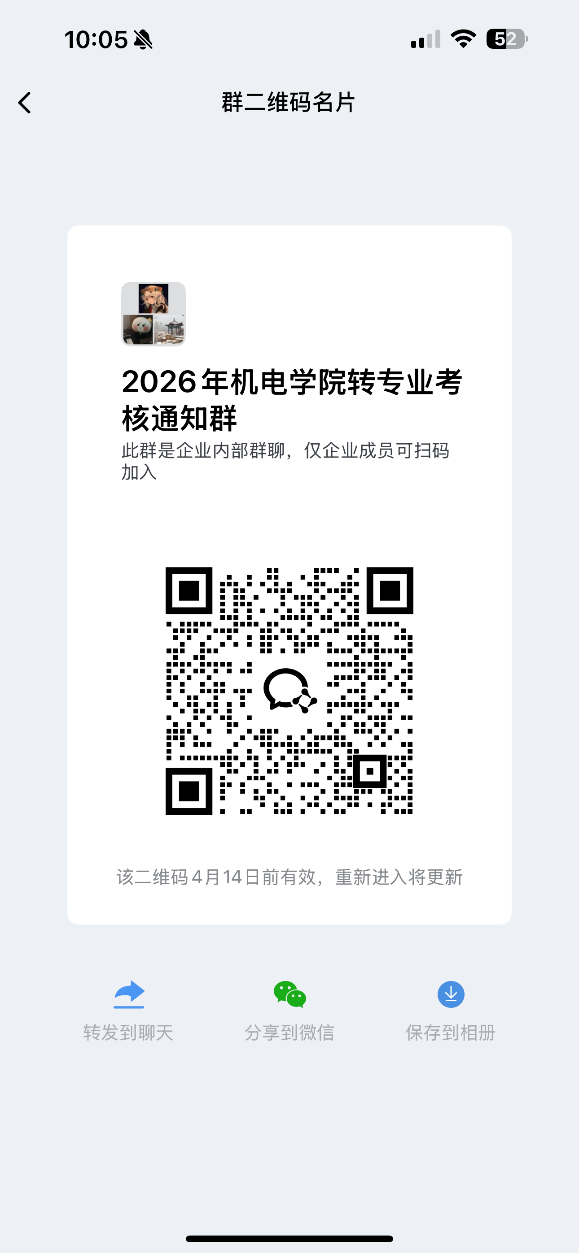 10:05
52
群二维码名片
2026年机电学院转专业考
核通知群
此群是企业内部群聊，仅企业成员可扫码
加入
该二维码4月14日前有效，重新进入将更新
转发到聊天 分享到微信 保存到相册